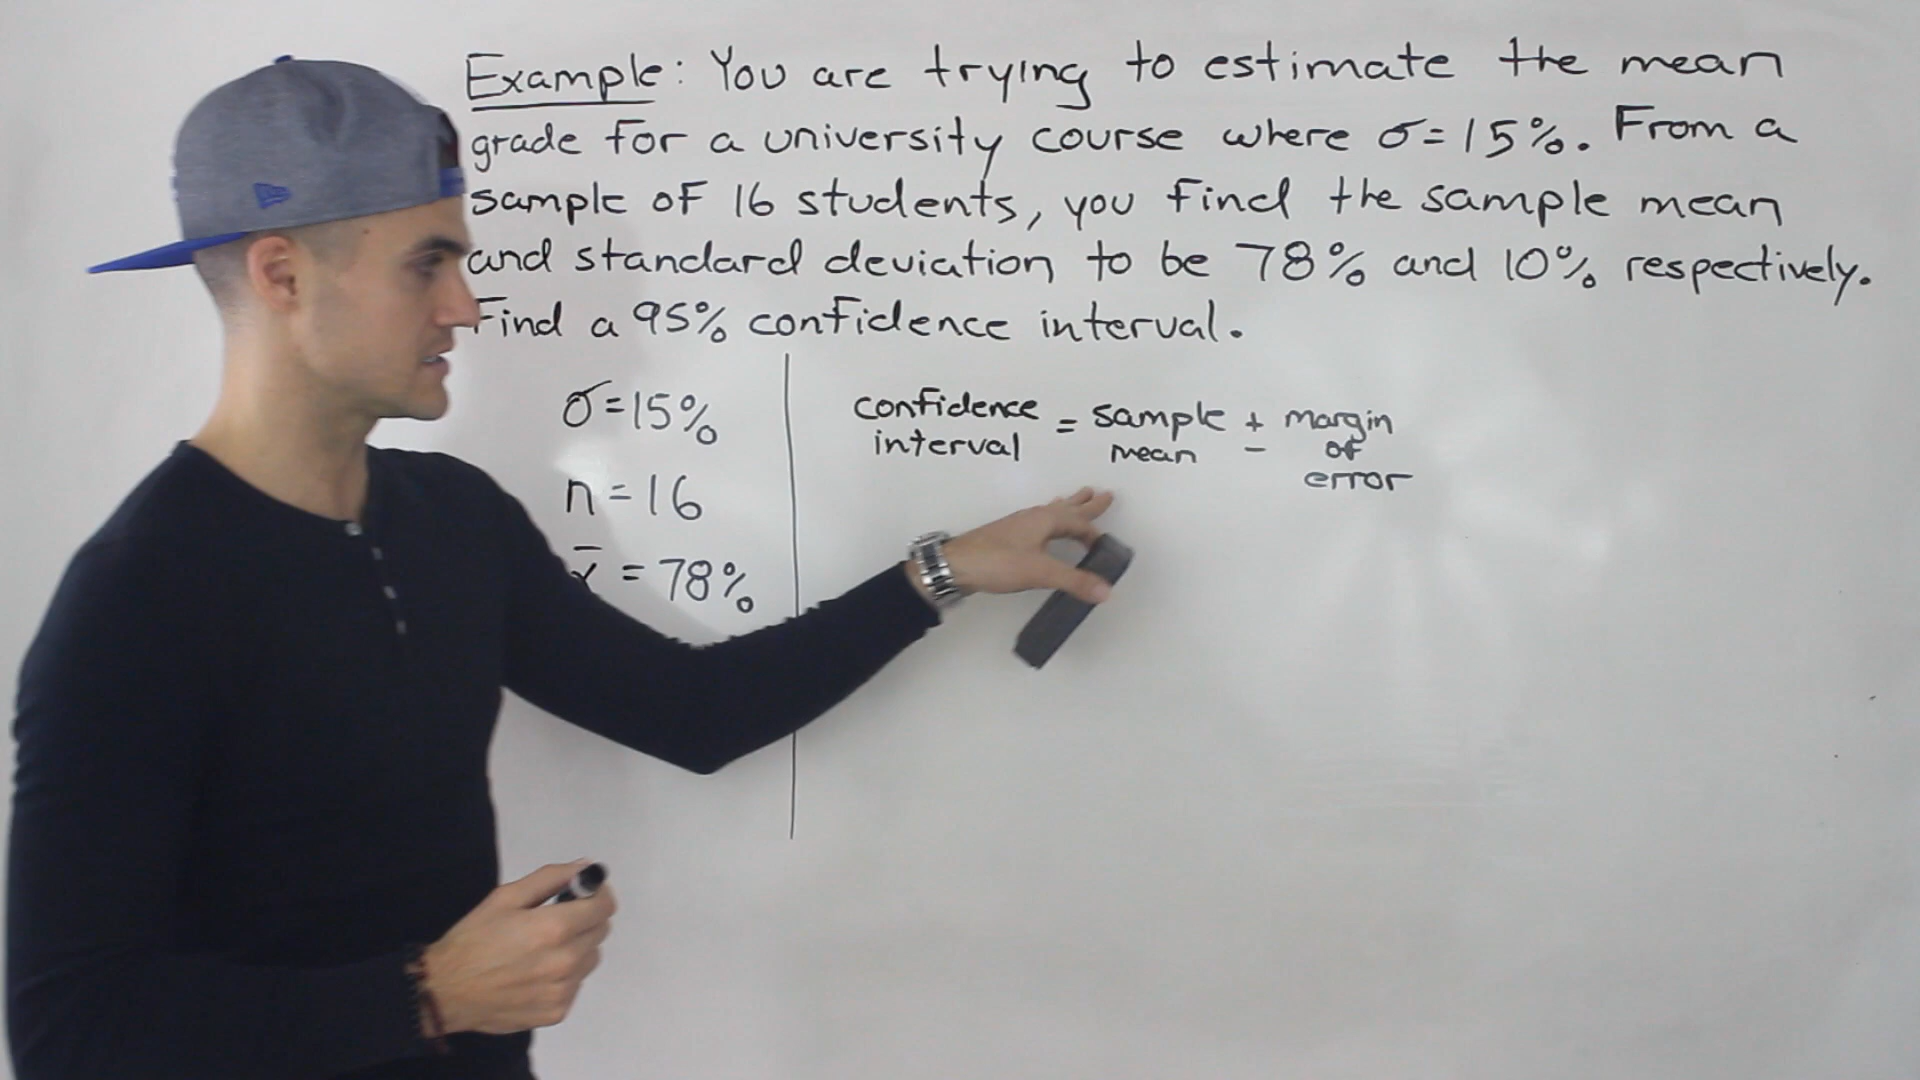 Example: You are trying to estimate the mean
grade for a university course where σ=15%. From a
sample of 16 students, you find the sample mean
and standard deviation to be 78% and 10% respectively.
Find a 95% confidence interval.
σ=15%
n=16
x̄ = 78%
confidence interval = sample mean ± margin of error